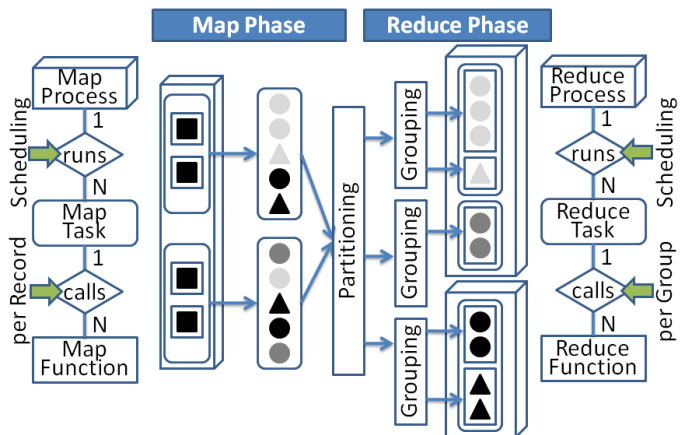 Map Phase
Reduce Phase
Map
Process
1
Scheduling
runs
N
Map
Task
1
per Record
calls
N
Map
Function
Partitioning
Grouping
Grouping
Grouping
Reduce
Process
1
runs
Scheduling
N
Reduce
Task
1
calls
per Group
N
Reduce
Function